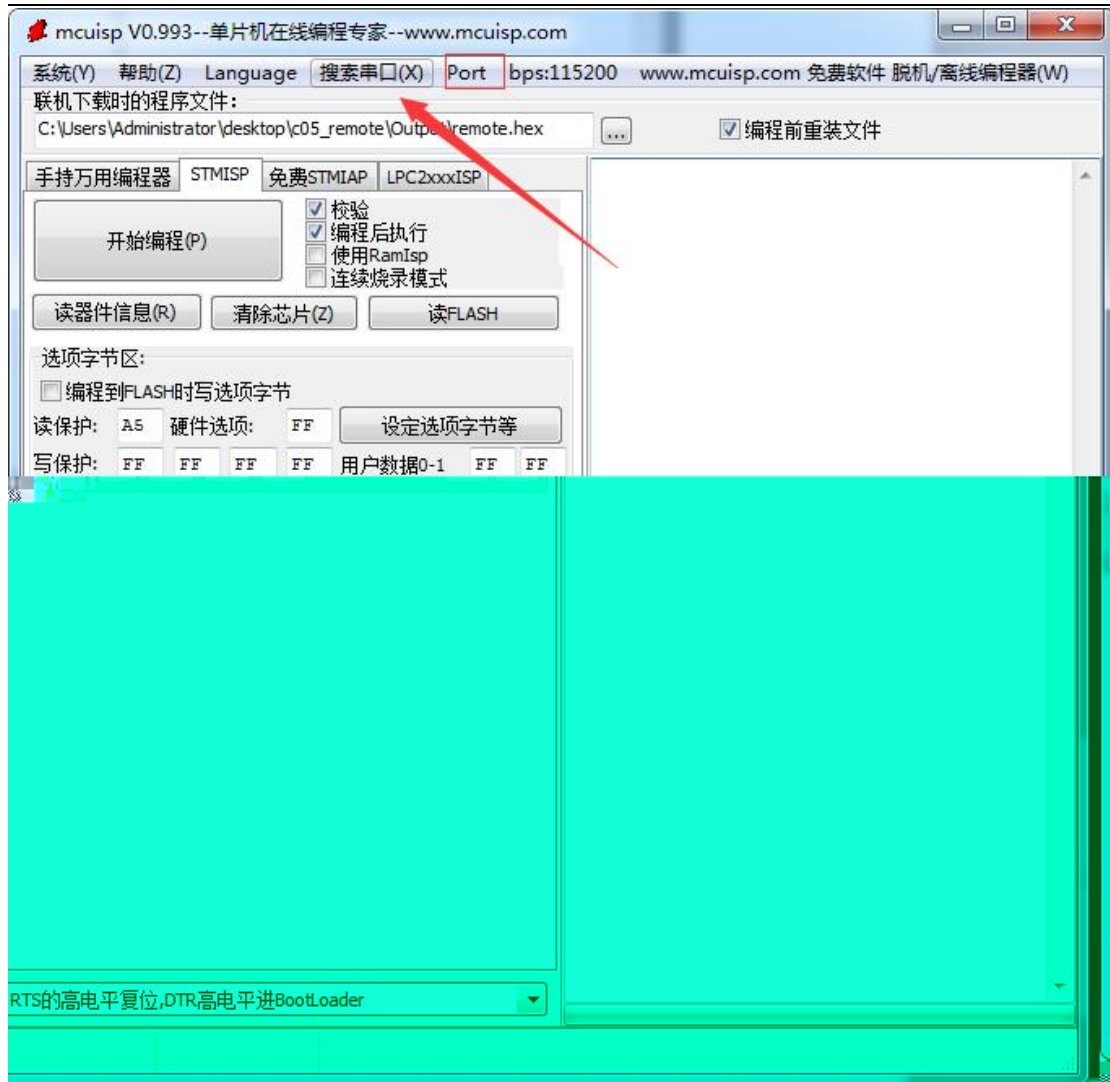 mcuisp V0.993--单片机在线编程专家--www.mcuisp.com
系统(Y) 帮助(Z) Language 搜索串口(X) Port bps:115200 www.mcuisp.com 免费软件 脱机/离线编程器(W)
联机下载时的程序文件:
C:\Users\Administrator\desktop\c05_remote\Output\remote.hex ... 编程前重装文件
手持万用编程器 STMISP 免费STMIAP LPC2xxxISP
开始编程(P)
校验
编程后执行
使用RamIsp
连续烧录模式
读器件信息(R) 清除芯片(Z) 读FLASH
选项字节区:
编程到FLASH时写选项字节
读保护: A5 硬件选项: FF 设定选项字节等
写保护: FF FF FF FF 用户数据0-1 FF FF
RTS的高电平复位,DTR高电平进BootLoader